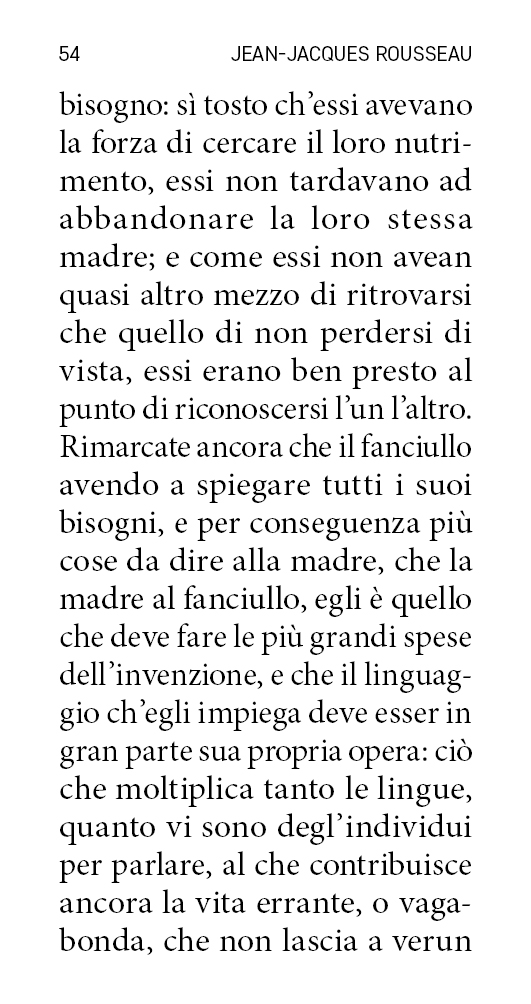 54 JEAN-JACQUES ROUSSEAU
bisogno: sì tosto ch’essi avevano
la forza di cercare il loro nutri-
mento, essi non tardavano ad
abbandonare la loro stessa
madre; e come essi non avean
quasi altro mezzo di ritrovarsi
che quello di non perdersi di
vista, essi erano ben presto al
punto di riconoscersi l’un l’altro.
Rimarcate ancora che il fanciullo
avendo a spiegare tutti i suoi
bisogni, e per conseguenza più
cose da dire alla madre, che la
madre al fanciullo, egli è quello
che deve fare le più grandi spese
dell’invenzione, e che il linguag-
gio ch’egli impiega deve esser in
gran parte sua propria opera: ciò
che moltiplica tanto le lingue,
quanto vi sono degl’individui
per parlare, al che contribuisce
ancora la vita errante, o vaga-
bonda, che non lascia a verun